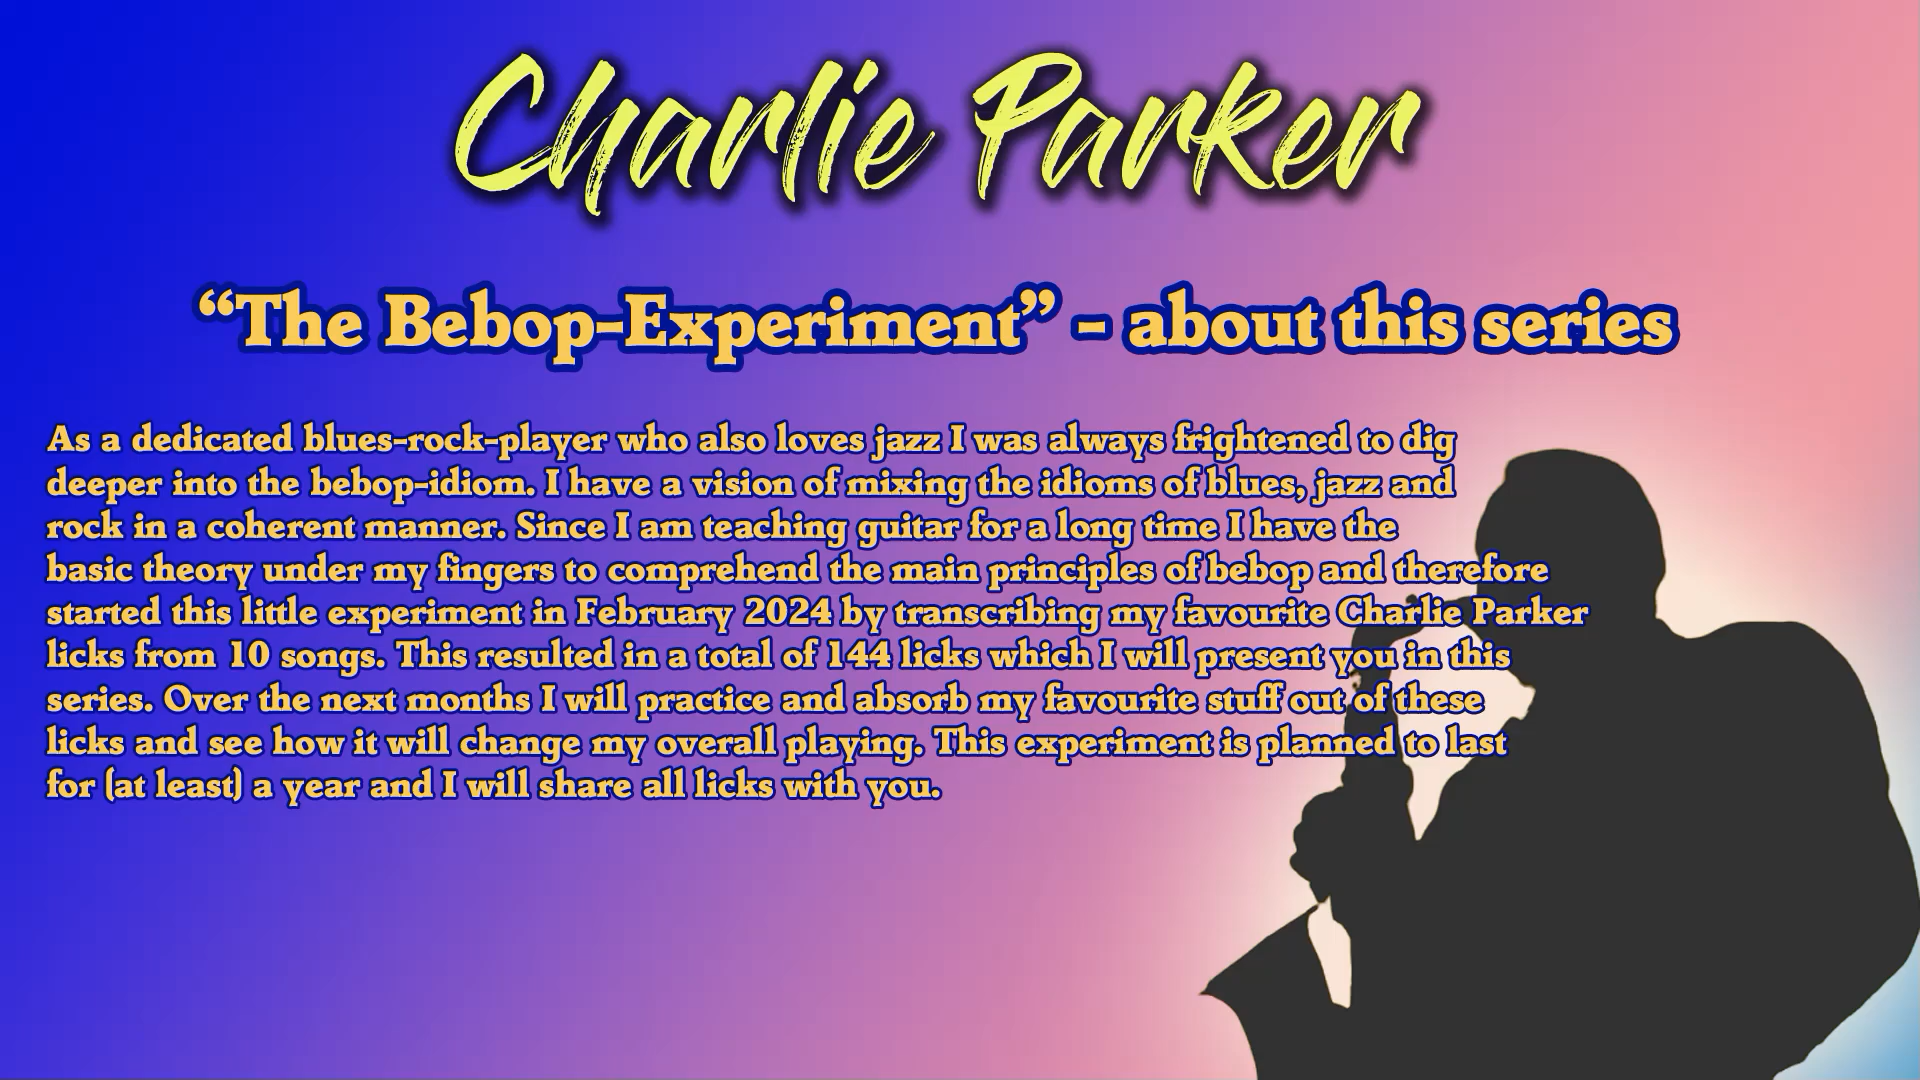 Charlie Parker
“The Bebop-Experiment” - about this series
As a dedicated blues-rock-player who also loves jazz I was always frightened to dig
deeper into the bebop-idiom. I have a vision of mixing the idioms of blues, jazz and
rock in a coherent manner. Since I am teaching guitar for a long time I have the
basic theory under my fingers to comprehend the main principles of bebop and therefore
started this little experiment in February 2024 by transcribing my favourite Charlie Parker
licks from 10 songs. This resulted in a total of 144 licks which I will present you in this
series. Over the next months I will practice and absorb my favourite stuff out of these
licks and see how it will change my overall playing. This experiment is planned to last
for (at least) a year and I will share all licks with you.